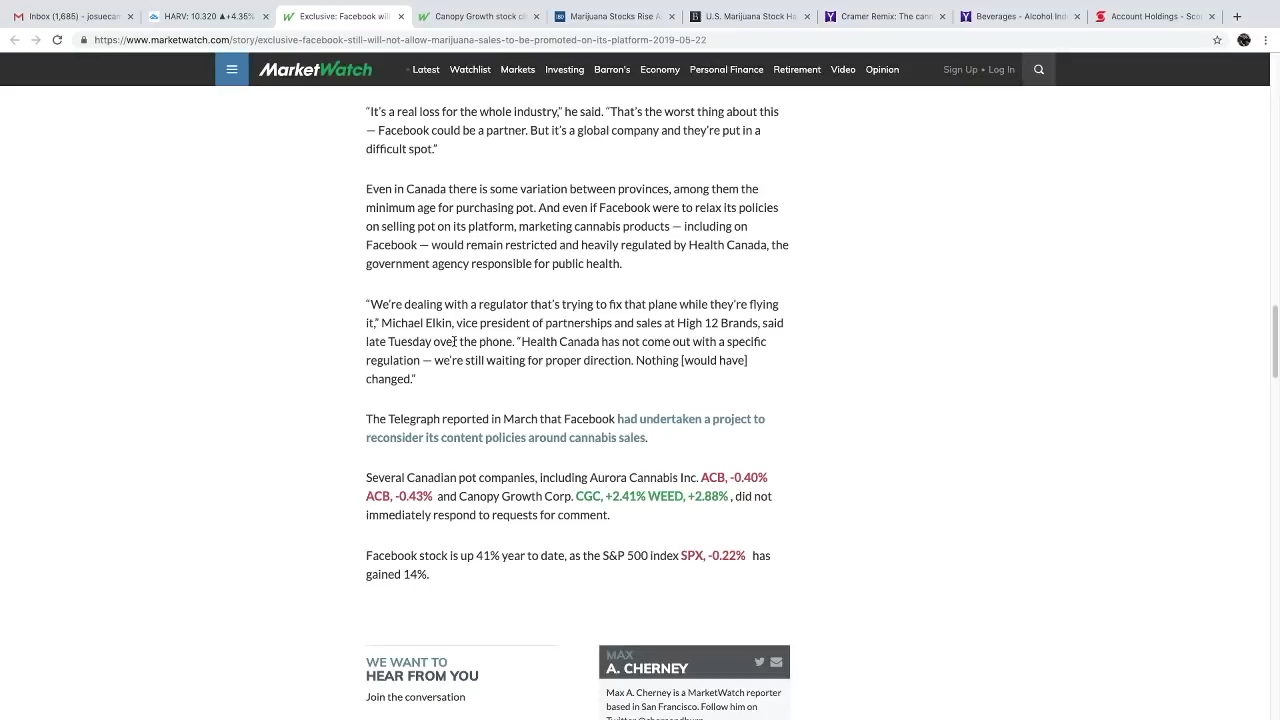 Inbox (1,685) - josuecan
HARV: 10.320 ▲+4.35%
Exclusive: Facebook will
Canopy Growth stock cl
Marijuana Stocks Rise A
U.S. Marijuana Stock Ha
Cramer Remix: The cann
Beverages - Alcohol Ind
Account Holdings - Sco
https://www.marketwatch.com/story/exclusive-facebook-still-will-not-allow-marijuana-sales-to-be-promoted-on-its-platform-2019-05-22
MarketWatch
Latest Watchlist Markets Investing Barron's Economy Personal Finance Retirement Video Opinion
Sign Up • Log In
“It’s a real loss for the whole industry,” he said. “That’s the worst thing about this
— Facebook could be a partner. But it’s a global company and they’re put in a
difficult spot.”
Even in Canada there is some variation between provinces, among them the
minimum age for purchasing pot. And even if Facebook were to relax its policies
on selling pot on its platform, marketing cannabis products — including on
Facebook — would remain restricted and heavily regulated by Health Canada, the
government agency responsible for public health.
“We’re dealing with a regulator that’s trying to fix that plane while they’re flying
it,” Michael Elkin, vice president of partnerships and sales at High 12 Brands, said
late Tuesday over the phone. “Health Canada has not come out with a specific
regulation — we’re still waiting for proper direction. Nothing [would have]
changed.”
The Telegraph reported in March that Facebook had undertaken a project to
reconsider its content policies around cannabis sales.
Several Canadian pot companies, including Aurora Cannabis Inc. ACB, -0.40%
ACB, -0.43% and Canopy Growth Corp. CGC, +2.41% WEED, +2.88% , did not
immediately respond to requests for comment.
Facebook stock is up 41% year to date, as the S&P 500 index SPX, -0.22% has
gained 14%.
WE WANT TO
HEAR FROM YOU
Join the conversation
MAX
A. CHERNEY
Max A. Cherney is a MarketWatch reporter
based in San Francisco. Follow him on